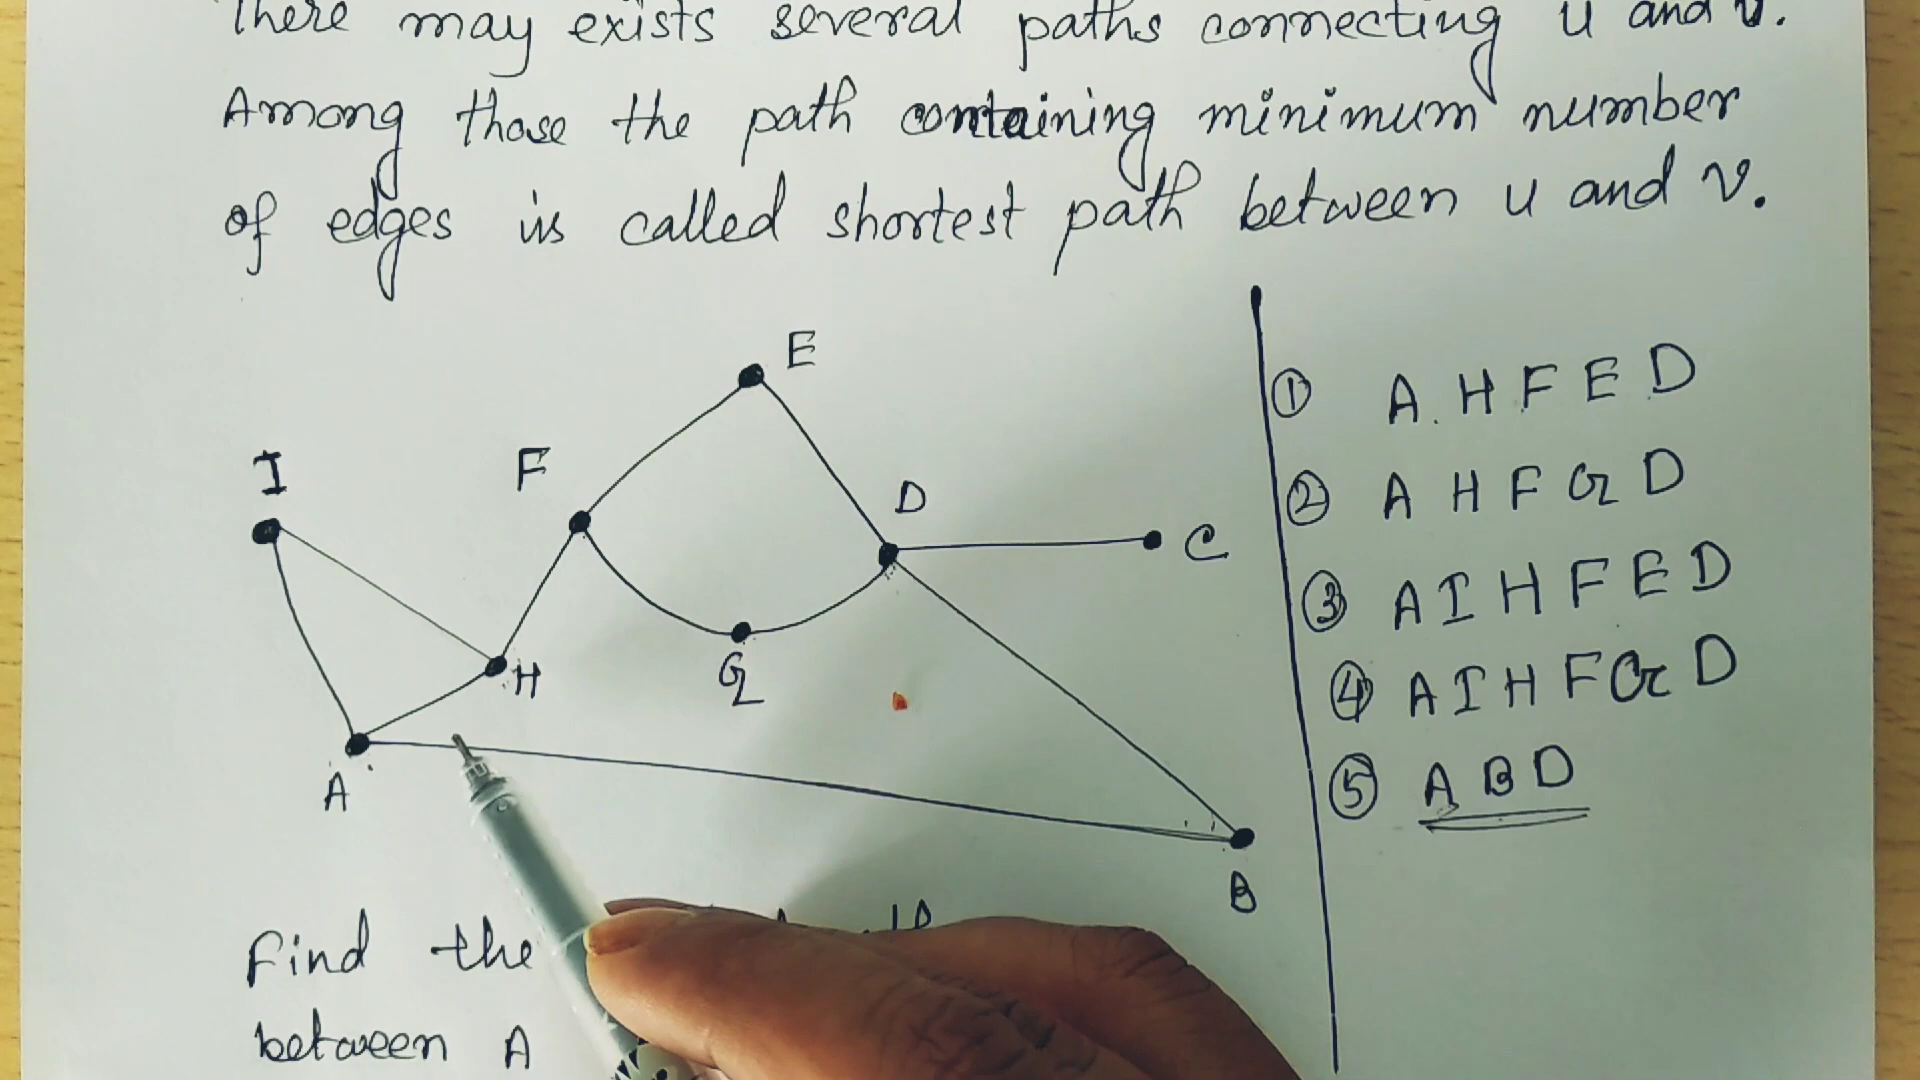 There may exists several paths connecting u and v.
Among those the path containing minimum number
of edges is called shortest path between u and v.
E
I
F
D
C
H
G
A
B
① A H F E D
② A H F G D
③ A I H F E D
④ A I H F G D
⑤ A B D
Find the
between A